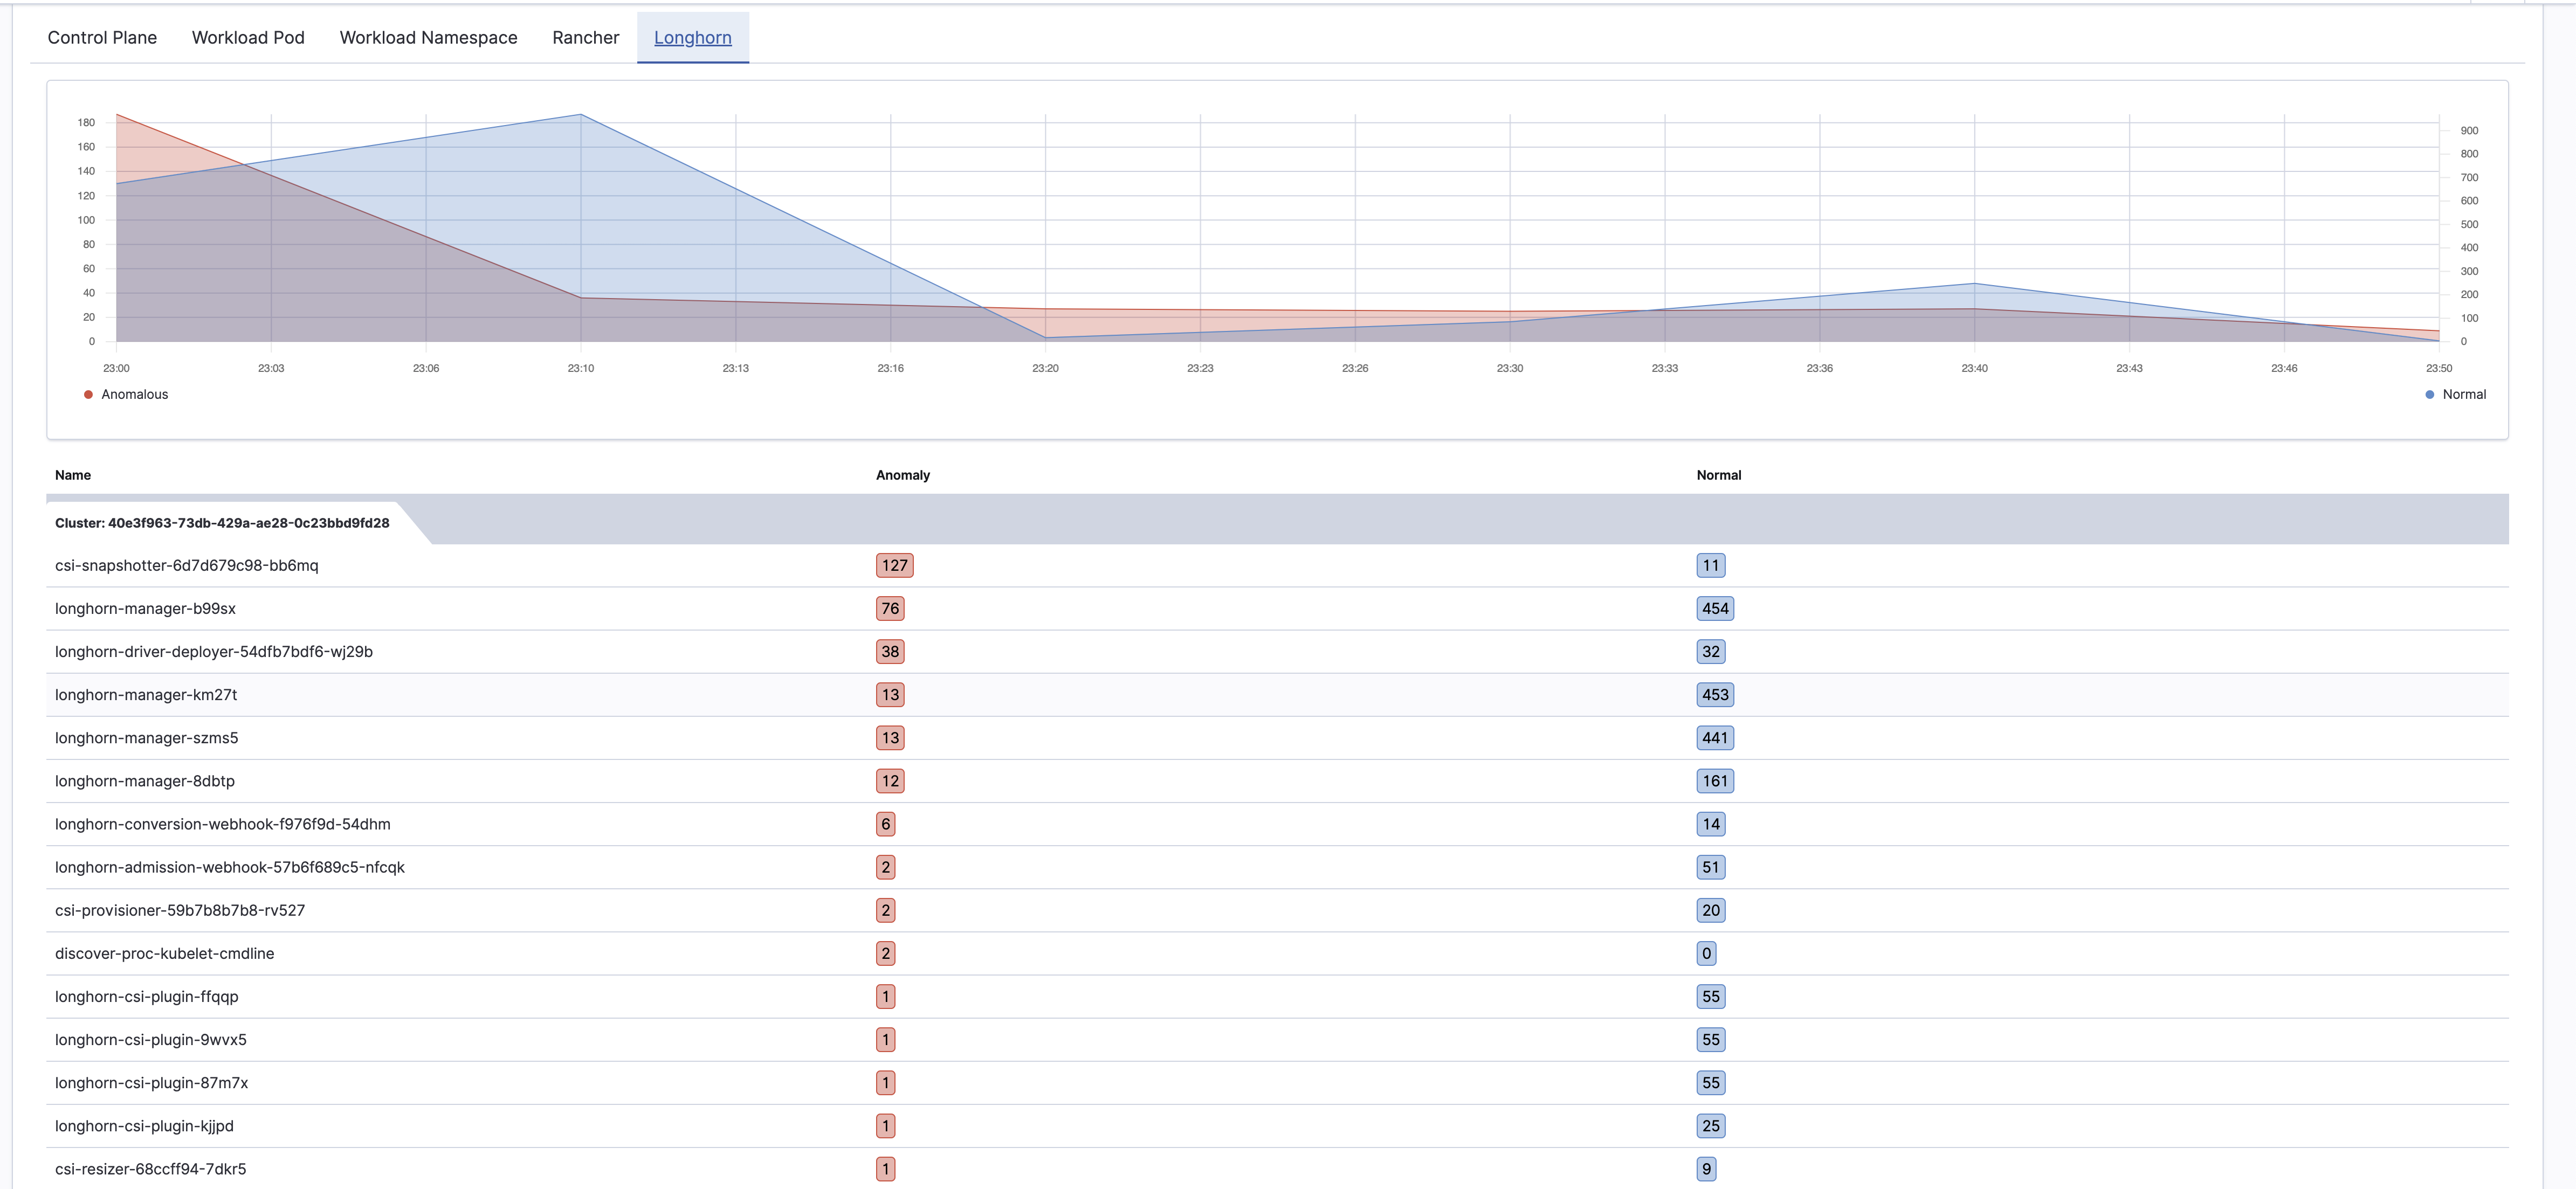 Control Plane Workload Pod Workload Namespace Rancher Longhorn
180
160
140
120
100
80
60
40
20
0
900
800
700
600
500
400
300
200
100
0
23:00 23:03 23:06 23:10 23:13 23:16 23:20 23:23 23:26 23:30 23:33 23:36 23:40 23:43 23:46 23:50
Anomalous Normal
Name Anomaly Normal
Cluster: 40e3f963-73db-429a-ae28-0c23bbd9fd28
csi-snapshotter-6d7d679c98-bb6mq 127 11
longhorn-manager-b99sx 76 454
longhorn-driver-deployer-54dfb7bdf6-wj29b 38 32
longhorn-manager-km27t 13 453
longhorn-manager-szms5 13 441
longhorn-manager-8dbtp 12 161
longhorn-conversion-webhook-f976f9d-54dhm 6 14
longhorn-admission-webhook-57b6f689c5-nfcqk 2 51
csi-provisioner-59b7b8b7b8-rv527 2 20
discover-proc-kubelet-cmdline 2 0
longhorn-csi-plugin-ffqqp 1 55
longhorn-csi-plugin-9wvx5 1 55
longhorn-csi-plugin-87m7x 1 55
longhorn-csi-plugin-kjjpd 1 25
csi-resizer-68ccff94-7dkr5 1 9